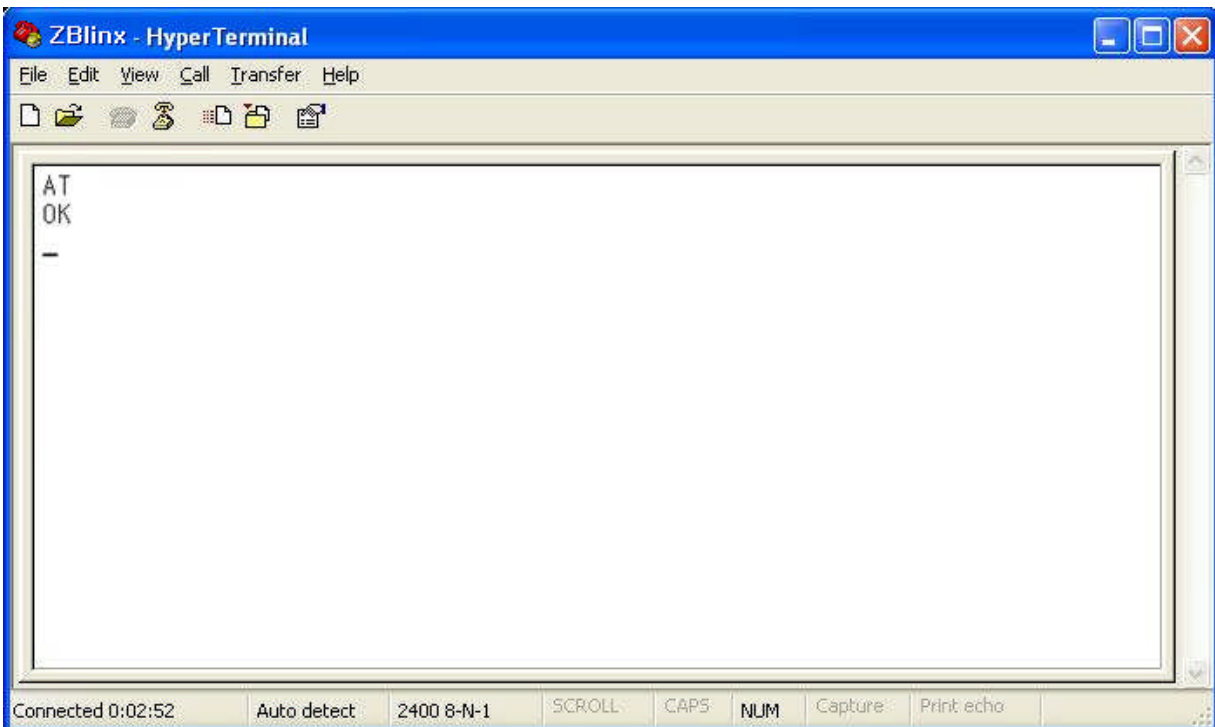 ZBlinx - HyperTerminal
File Edit View Call Transfer Help
AT
OK
Connected 0:02:52 Auto detect 2400 8-N-1 SCROLL CAPS NUM Capture Print echo